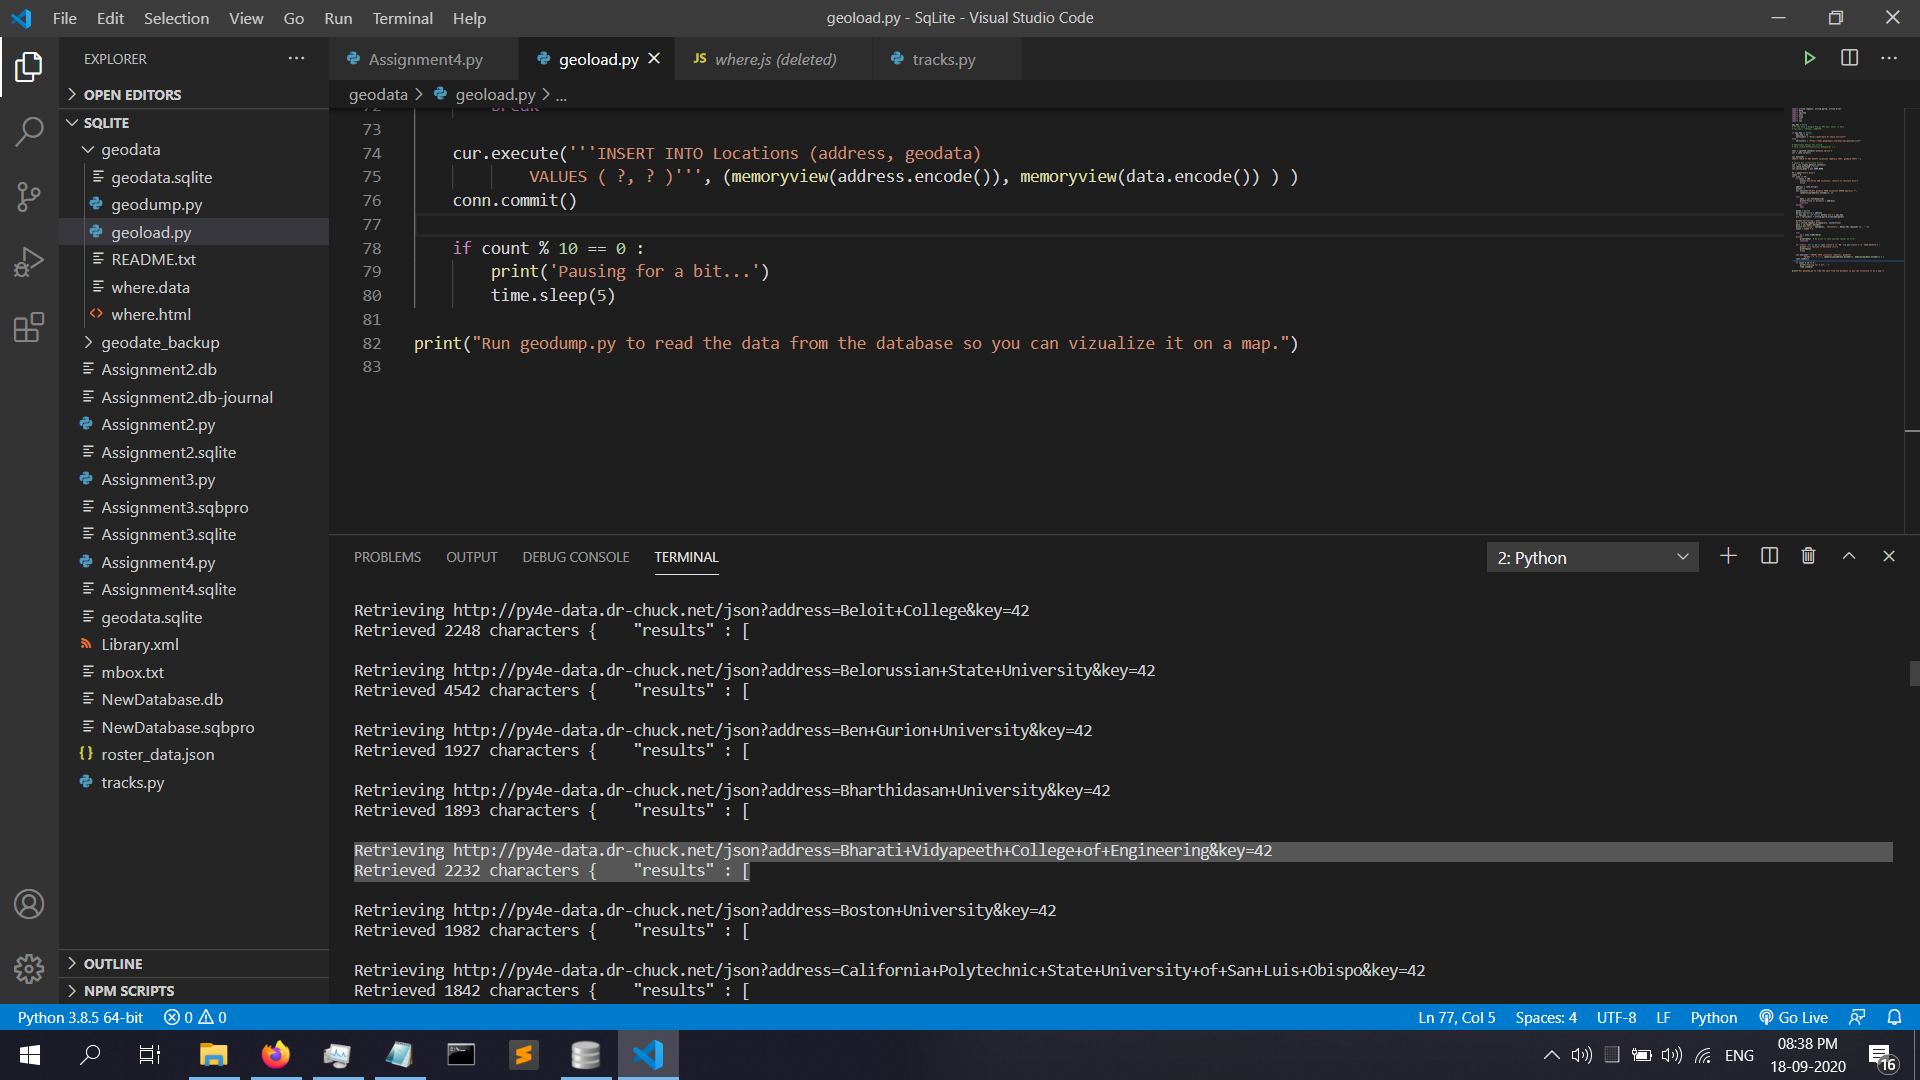 File Edit Selection View Go Run Terminal Help
geoload.py - SqLite - Visual Studio Code
EXPLORER
OPEN EDITORS
SQLITE
geodata
geodata.sqlite
geodump.py
geoload.py
README.txt
where.data
where.html
geodate_backup
Assignment2.db
Assignment2.db-journal
Assignment2.py
Assignment2.sqlite
Assignment3.py
Assignment3.sqbpro
Assignment3.sqlite
Assignment4.py
Assignment4.sqlite
geodata.sqlite
Library.xml
mbox.txt
NewDatabase.db
NewDatabase.sqbpro
roster_data.json
tracks.py
OUTLINE
NPM SCRIPTS
Assignment4.py geoload.py JS where.js (deleted) tracks.py
geodata > geoload.py > ...
72 break
73
74 cur.execute('''INSERT INTO Locations (address, geodata)
75 VALUES ( ?, ? )''', (memoryview(address.encode()), memoryview(data.encode()) ) )
76 conn.commit()
77
78 if count % 10 == 0 :
79 print('Pausing for a bit...')
80 time.sleep(5)
81
82 print("Run geodump.py to read the data from the database so you can vizualize it on a map.")
83
PROBLEMS OUTPUT DEBUG CONSOLE TERMINAL 2: Python
Retrieving http://py4e-data.dr-chuck.net/json?address=Beloit+College&key=42
Retrieved 2248 characters { "results" : [
Retrieving http://py4e-data.dr-chuck.net/json?address=Belorussian+State+University&key=42
Retrieved 4542 characters { "results" : [
Retrieving http://py4e-data.dr-chuck.net/json?address=Ben+Gurion+University&key=42
Retrieved 1927 characters { "results" : [
Retrieving http://py4e-data.dr-chuck.net/json?address=Bharthidasan+University&key=42
Retrieved 1893 characters { "results" : [
Retrieving http://py4e-data.dr-chuck.net/json?address=Bharati+Vidyapeeth+College+of+Engineering&key=42
Retrieved 2232 characters { "results" : [
Retrieving http://py4e-data.dr-chuck.net/json?address=Boston+University&key=42
Retrieved 1982 characters { "results" : [
Retrieving http://py4e-data.dr-chuck.net/json?address=California+Polytechnic+State+University+of+San+Luis+Obispo&key=42
Retrieved 1842 characters { "results" : [
Python 3.8.5 64-bit 0 0 Ln 77, Col 5 Spaces: 4 UTF-8 LF Python Go Live
ENG 08:38 PM
18-09-2020 16